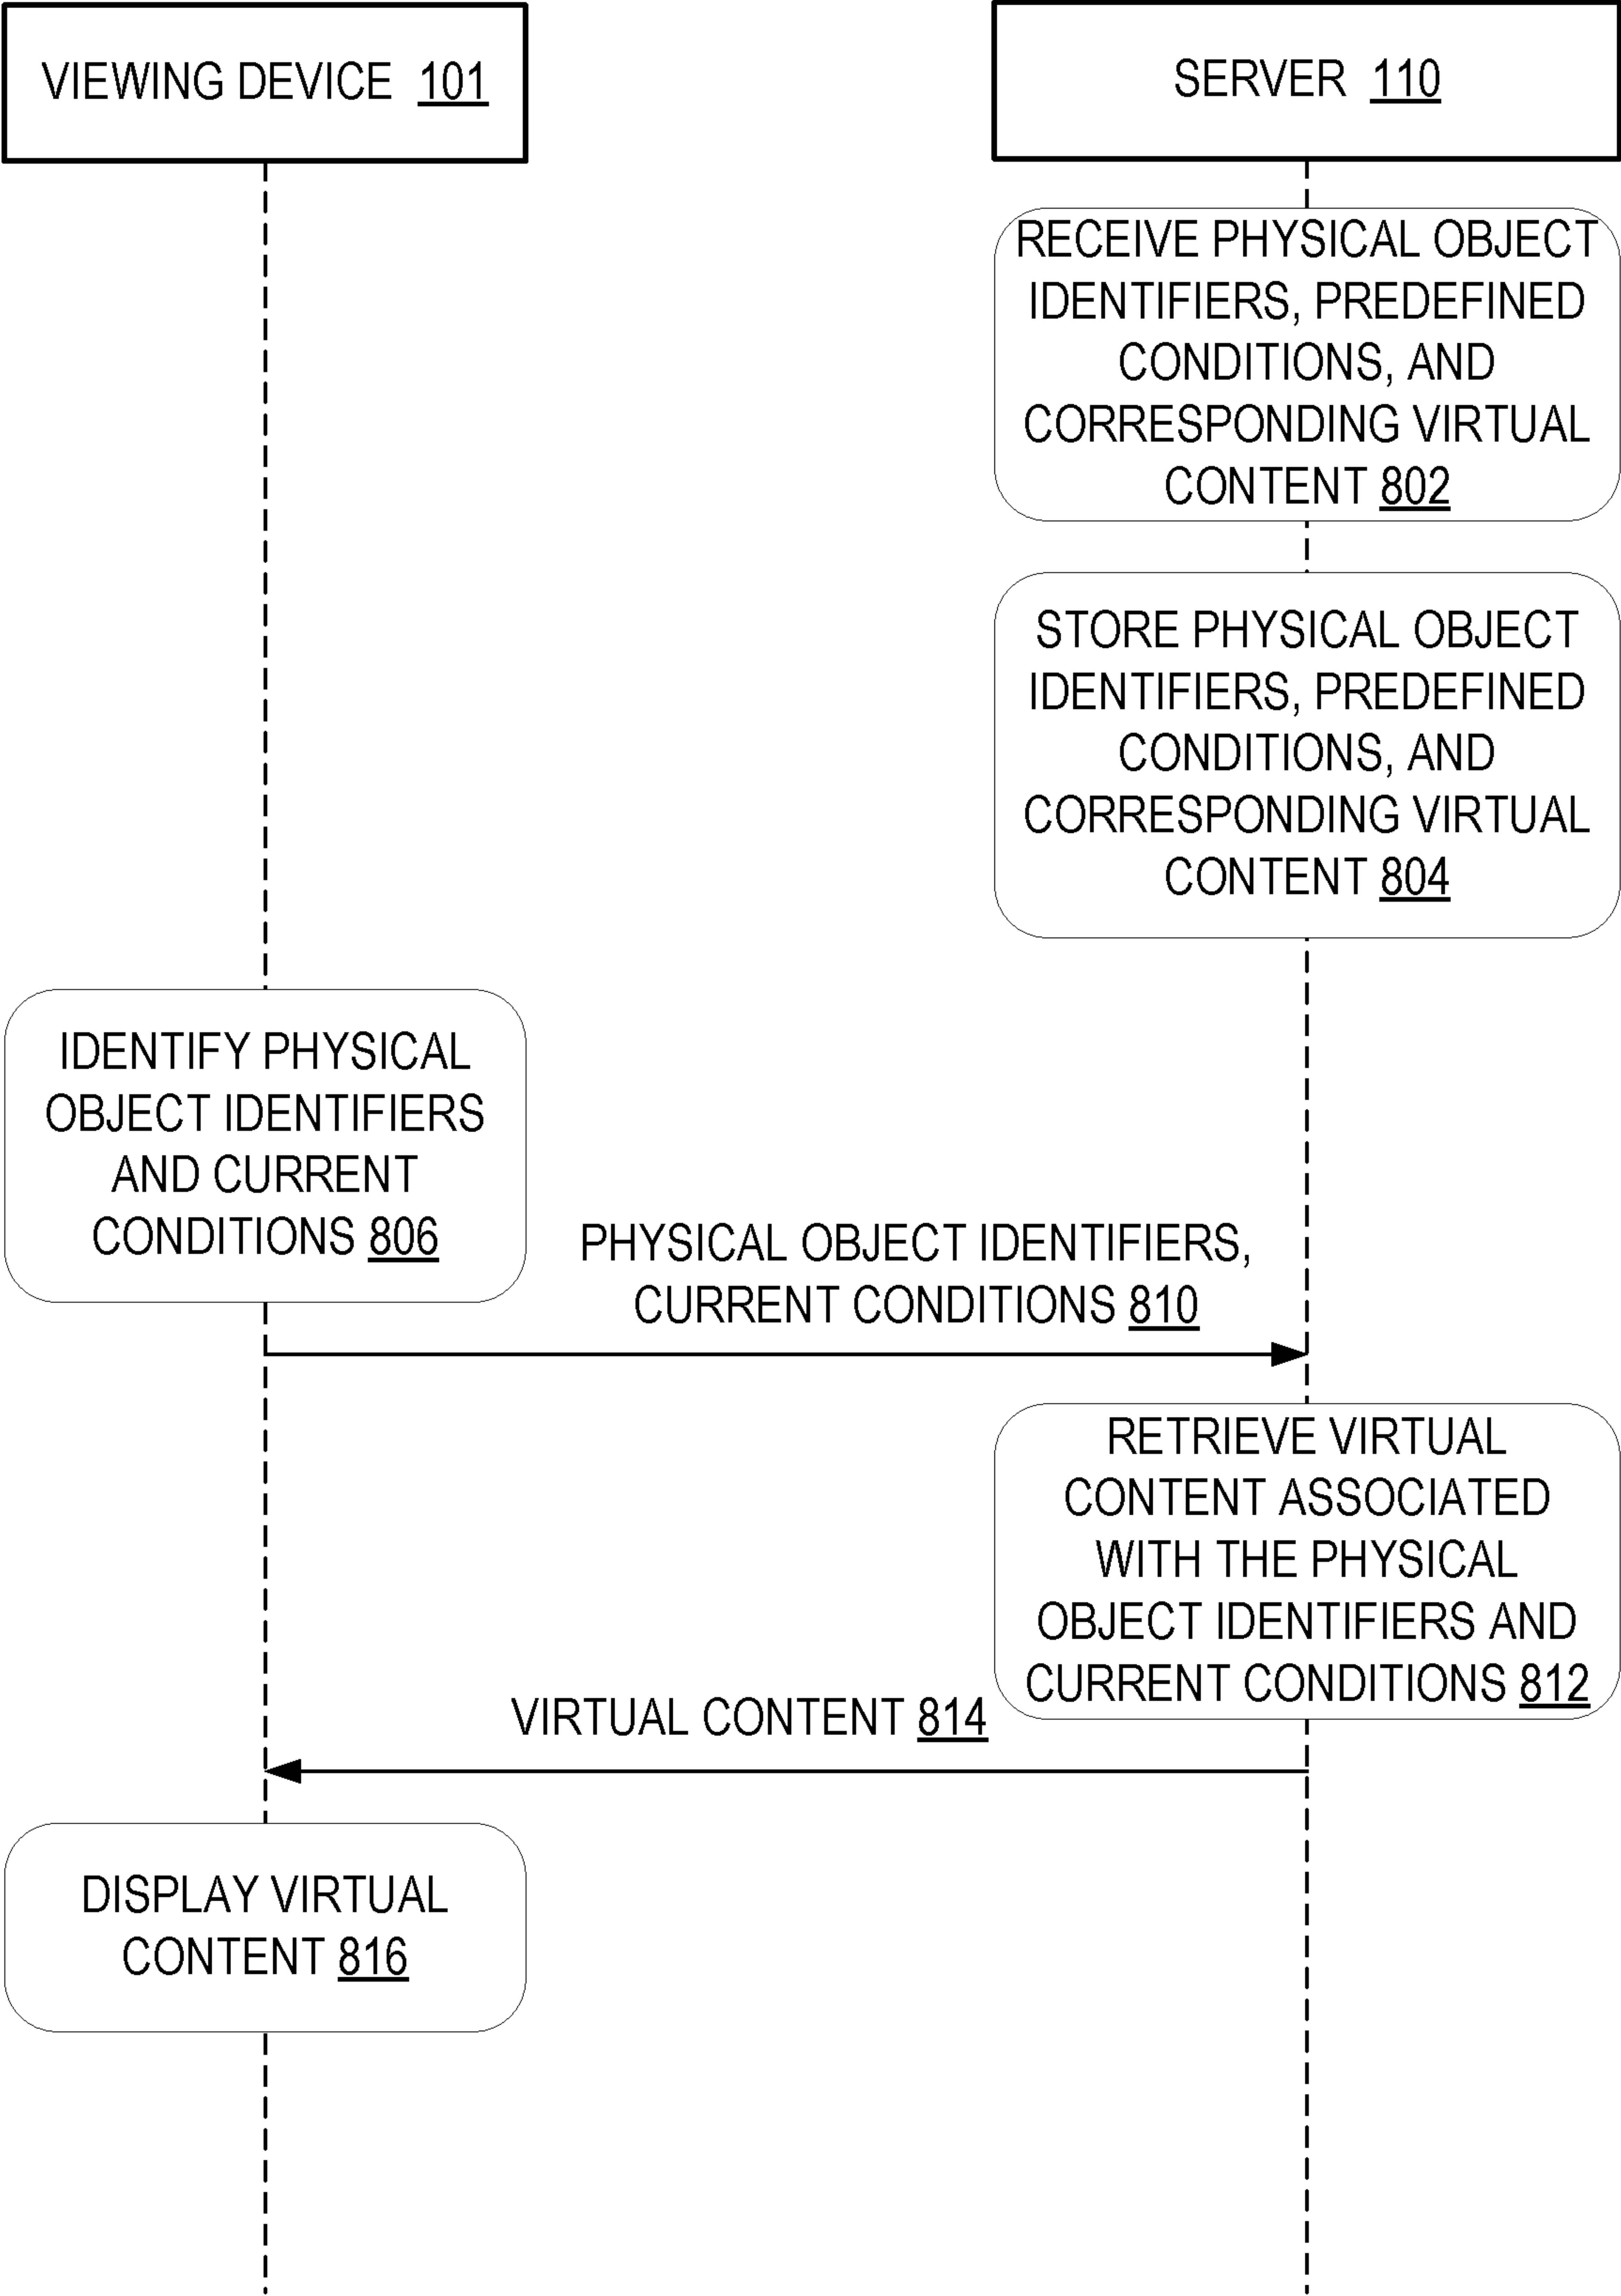 VIEWING DEVICE 101
SERVER 110
RECEIVE PHYSICAL OBJECT
IDENTIFIERS, PREDEFINED
CONDITIONS, AND
CORRESPONDING VIRTUAL
CONTENT 802
STORE PHYSICAL OBJECT
IDENTIFIERS, PREDEFINED
CONDITIONS, AND
CORRESPONDING VIRTUAL
CONTENT 804
IDENTIFY PHYSICAL
OBJECT IDENTIFIERS
AND CURRENT
CONDITIONS 806
PHYSICAL OBJECT IDENTIFIERS,
CURRENT CONDITIONS 810
RETRIEVE VIRTUAL
CONTENT ASSOCIATED
WITH THE PHYSICAL
OBJECT IDENTIFIERS AND
CURRENT CONDITIONS 812
VIRTUAL CONTENT 814
DISPLAY VIRTUAL
CONTENT 816